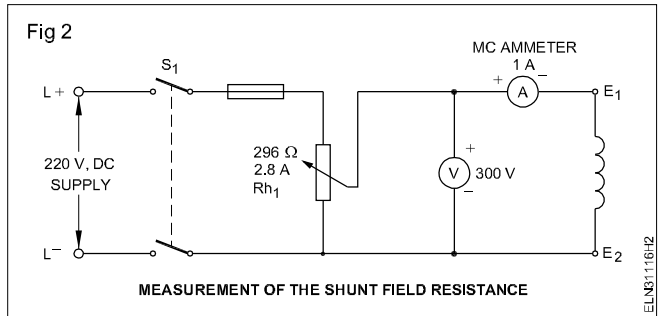 Fig 2
MC AMMETER
1 A
S1
L +
+
−
A
E1
220 V, DC
SUPPLY
296 Ω
2.8 A
Rh1
+
V
300 V
−
L−
E2
MEASUREMENT OF THE SHUNT FIELD RESISTANCE
ELN31116H2